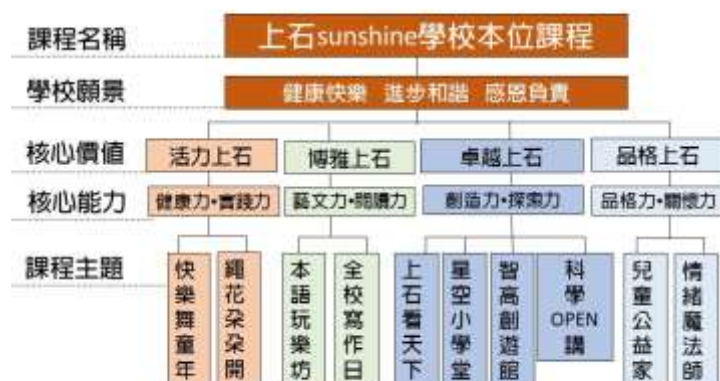 課程名稱
上石sunshine學校本位課程
學校願景
健康快樂 進步和諧 感恩負責
核心價值
活力上石
博雅上石
卓越上石
品格上石
核心能力
健康力•實踐力
藝文力•閱讀力
創造力•探索力
品格力•關懷力
課程主題
快樂舞童年
繩花朵朵開
本語玩樂坊
全校寫作日
上石看天下
星空小學堂
智高創遊館
科學OPEN講
兒童公益家
情緒魔法師